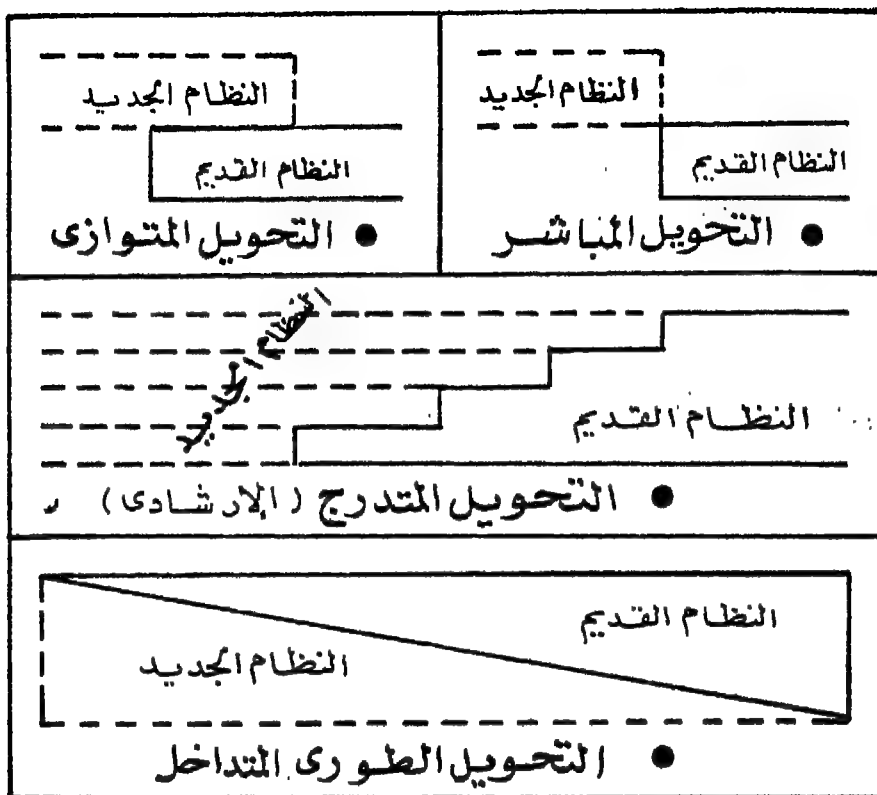 النظام الجديد
النظام القديم
● التحويل المباشر
النظام الجديد
النظام القديم
● التحويل المتوازى
النظام الجديد
النظام القديم
● التحويل المتدرج (الإرشادى)
النظام القديم
النظام الجديد
● التحويل الطورى المتداخل